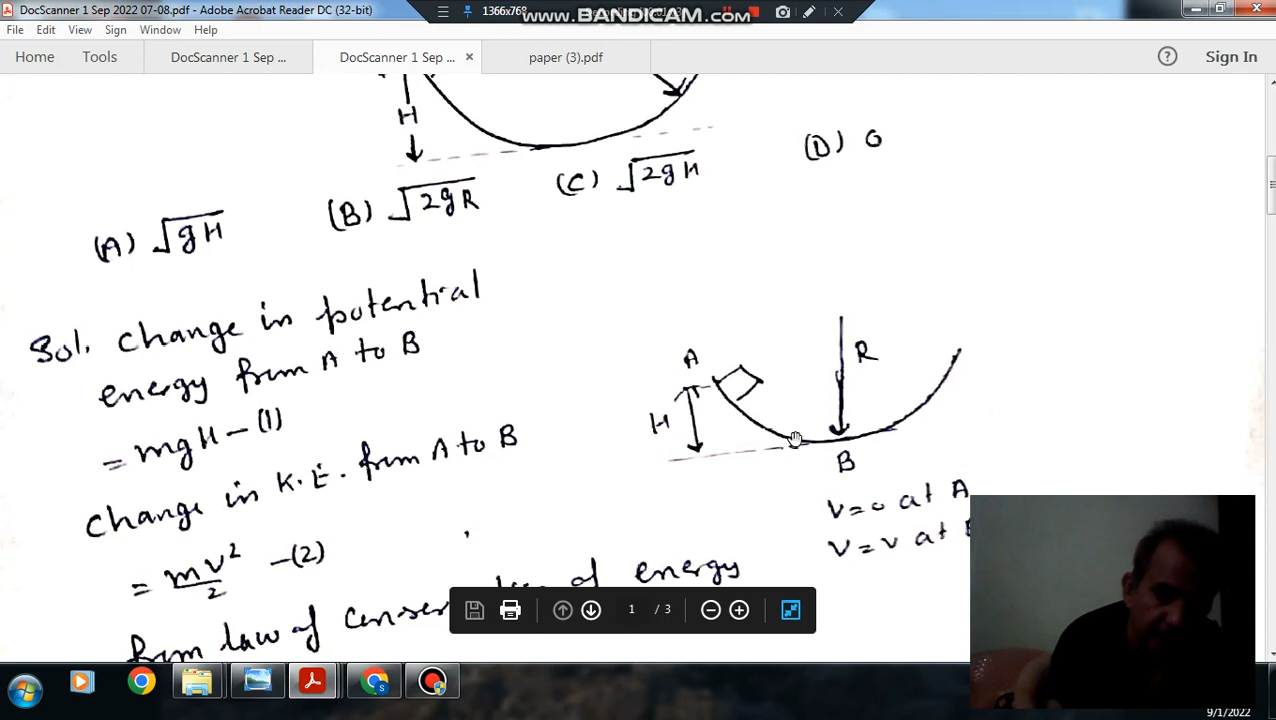 DocScanner 1 Sep 2022 07-08.pdf - Adobe Acrobat Reader DC (32-bit)
1366x768
www.BANDICAM.com
File Edit View Sign Window Help
Home Tools DocScanner 1 Sep ... DocScanner 1 Sep ... × paper (3).pdf Sign In
H
(A) √gH (B) √2gR (C) √2gH (D) 0
Sol. Change in potential
energy from A to B
= mgH - (1)
Change in K.E. from A to B
= mv²/2 - (2)
from law of conser
of energy
A
H
R
B
v=0 at A
v=v at
1 / 3
9/1/2022